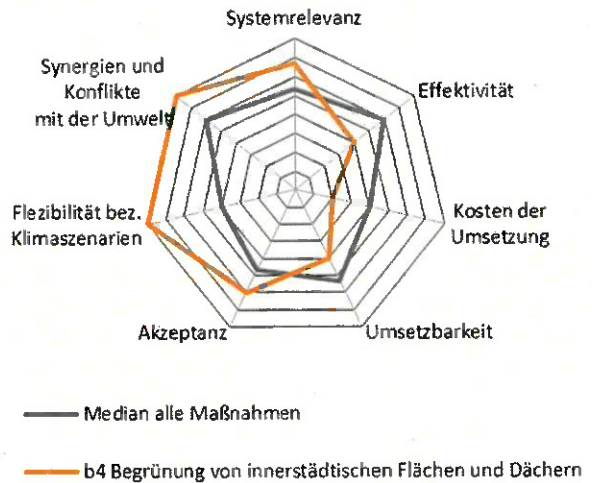 Systemrelevanz
Synergien und
Konflikte
mit der Umwelt
Effektivität
Flezibilität bez.
Klimaszenarien
Kosten der
Umsetzung
Akzeptanz
Umsetzbarkeit
Median alle Maßnahmen
b4 Begrünung von innerstädtischen Flächen und Dächern